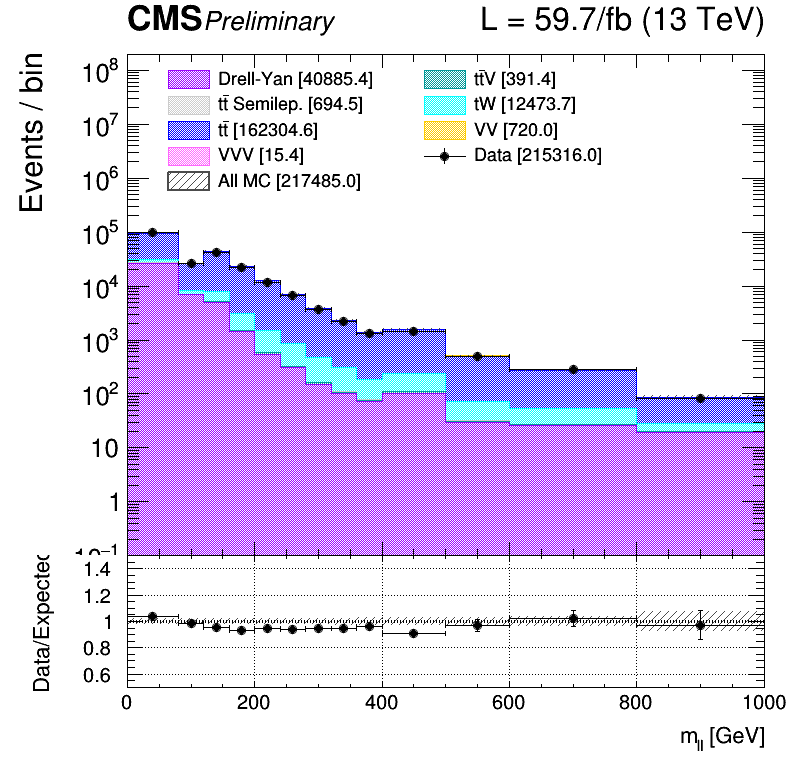 CMS Preliminary L = 59.7/fb (13 TeV)
Events / bin
Drell-Yan [40885.4]
tt̄ Semilep. [694.5]
tt̄ [162304.6]
VVV [15.4]
All MC [217485.0]
tt̄V [391.4]
tW [12473.7]
VV [720.0]
Data [215316.0]
10⁸
10⁷
10⁶
10⁵
10⁴
10³
10²
10
1
10⁻¹
Data/Expected
1.4
1.2
1
0.8
0.6
0 200 400 600 800 1000
m_ll [GeV]